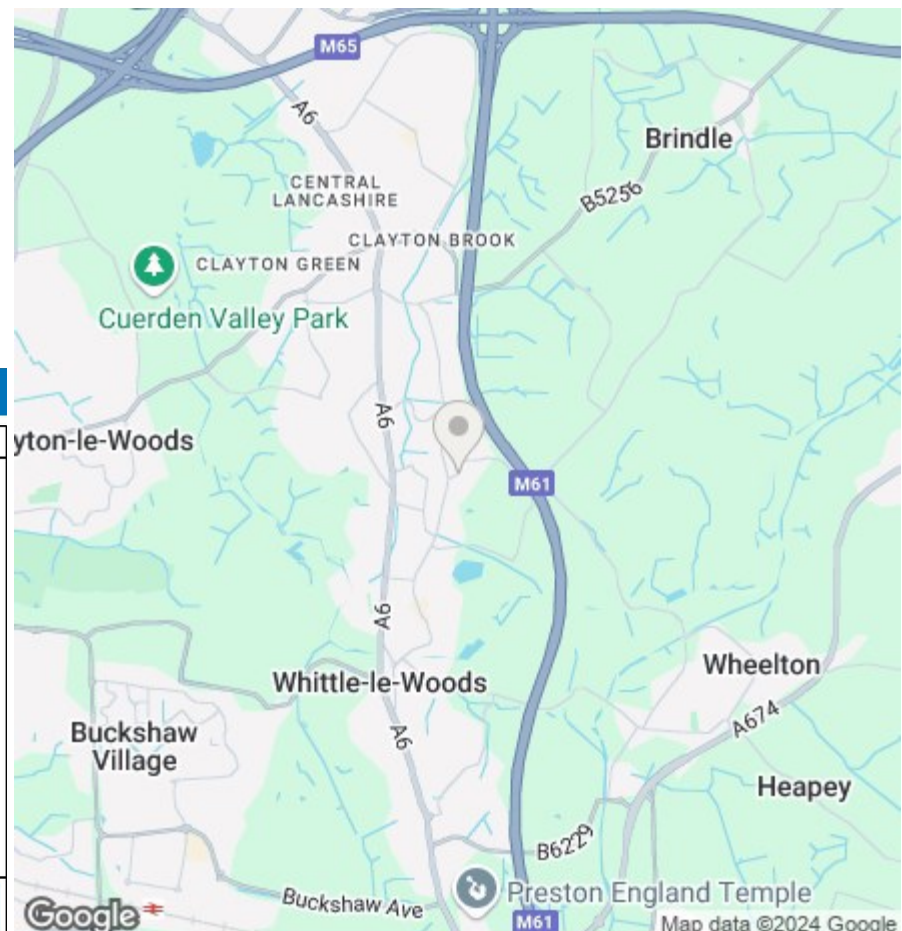 M65
A6
Brindle
B5256
CENTRAL
LANCASHIRE
CLAYTON BROOK
CLAYTON GREEN
Cuerden Valley Park
A6
yton-le-Woods
M61
A6
Whittle-le-Woods
Wheelton
A674
Buckshaw
Village
A6
Heapey
B6229
Buckshaw Ave
Preston England Temple
Google
M61
Map data ©2024 Google